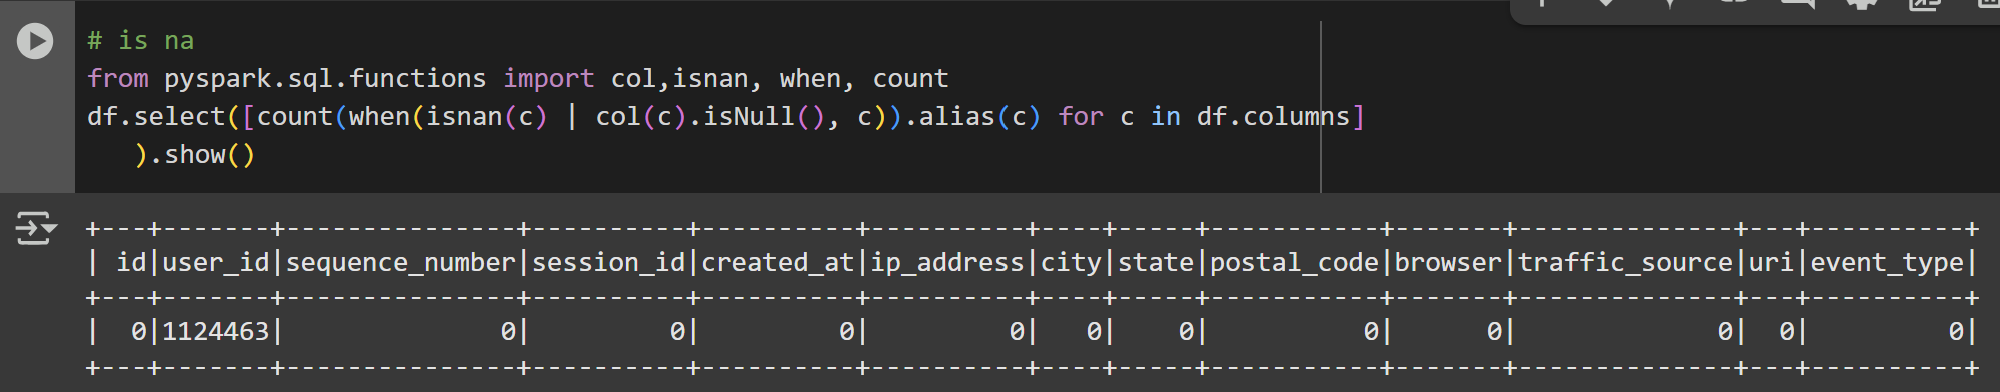 # is na
from pyspark.sql.functions import col,isnan, when, count
df.select([count(when(isnan(c) | col(c).isNull(), c)).alias(c) for c in df.columns]
   ).show()
+---+-------+---------------+----------+----------+----------+----+-----+-----------+-------+--------------+---+----------+
| id|user_id|sequence_number|session_id|created_at|ip_address|city|state|postal_code|browser|traffic_source|uri|event_type|
+---+-------+---------------+----------+----------+----------+----+-----+-----------+-------+--------------+---+----------+
|  0|1124463|              0|         0|         0|         0|   0|    0|          0|      0|             0|  0|         0|
+---+-------+---------------+----------+----------+----------+----+-----+-----------+-------+--------------+---+----------+